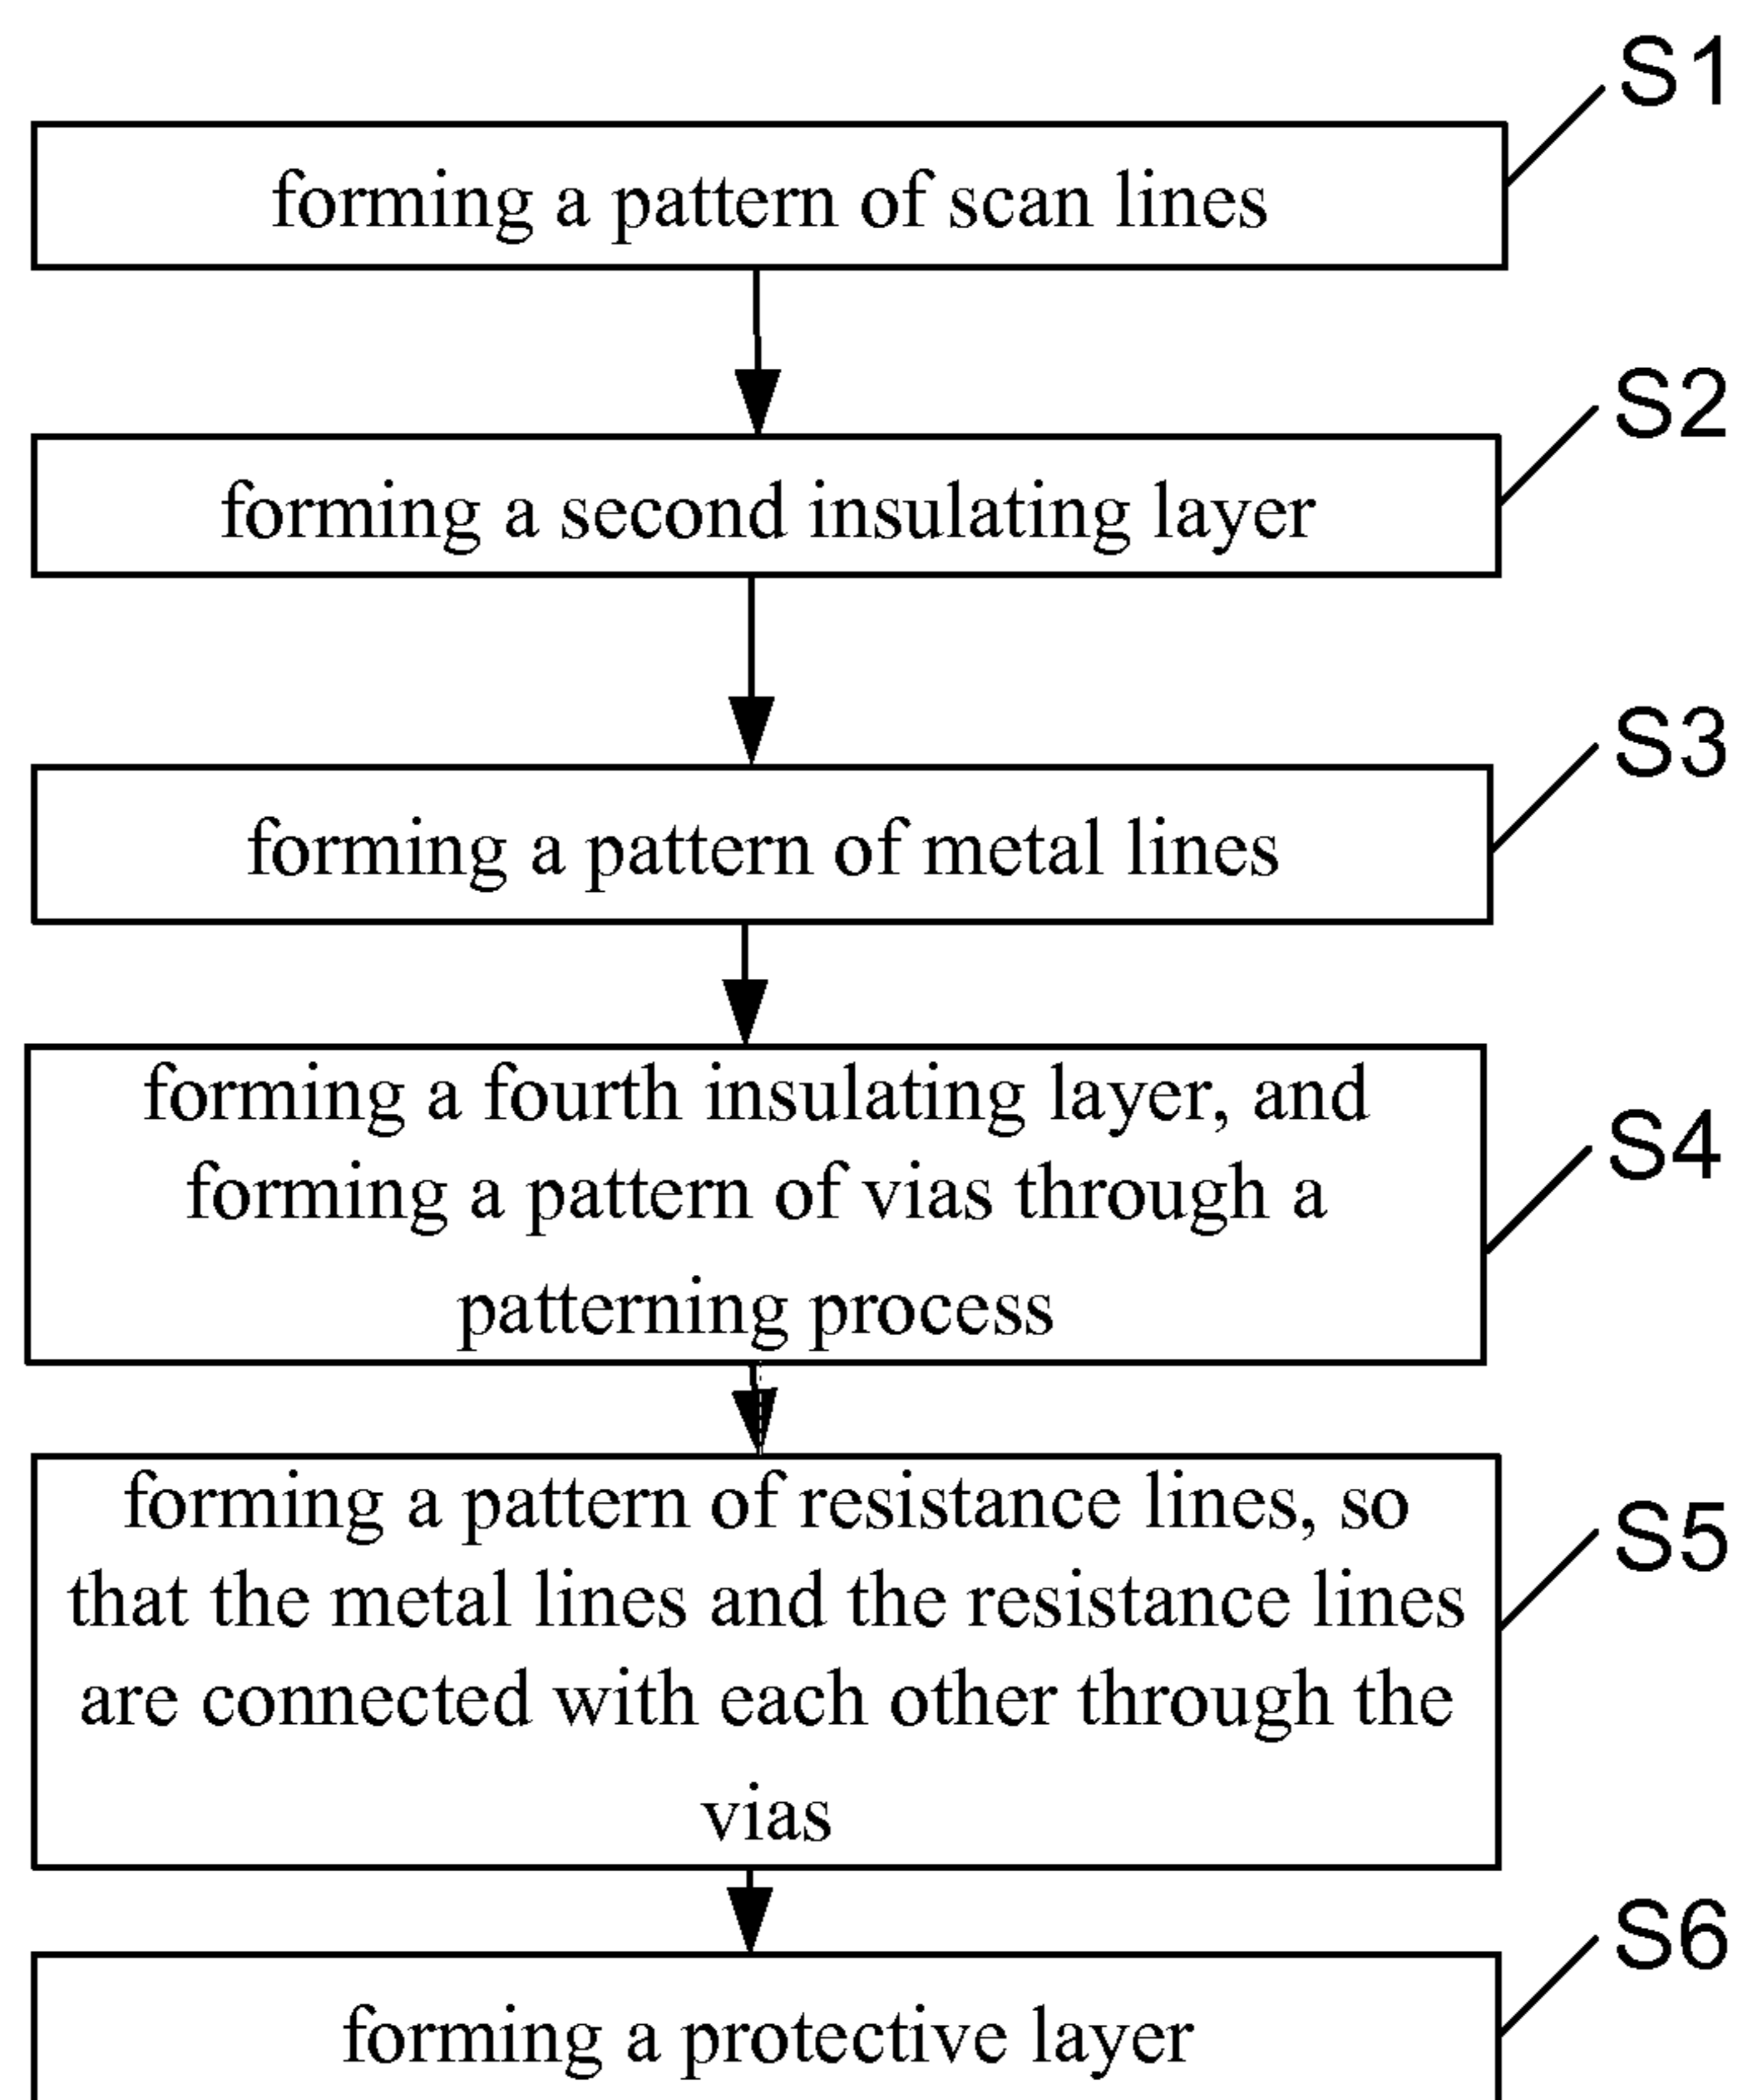 S1
forming a pattern of scan lines
S2
forming a second insulating layer
S3
forming a pattern of metal lines
forming a fourth insulating layer, and
S4
forming a pattern of vias through a
patterning process
forming a pattern of resistance lines, so
S5
that the metal lines and the resistance lines
are connected with each other through the
vias
S6
forming a protective layer